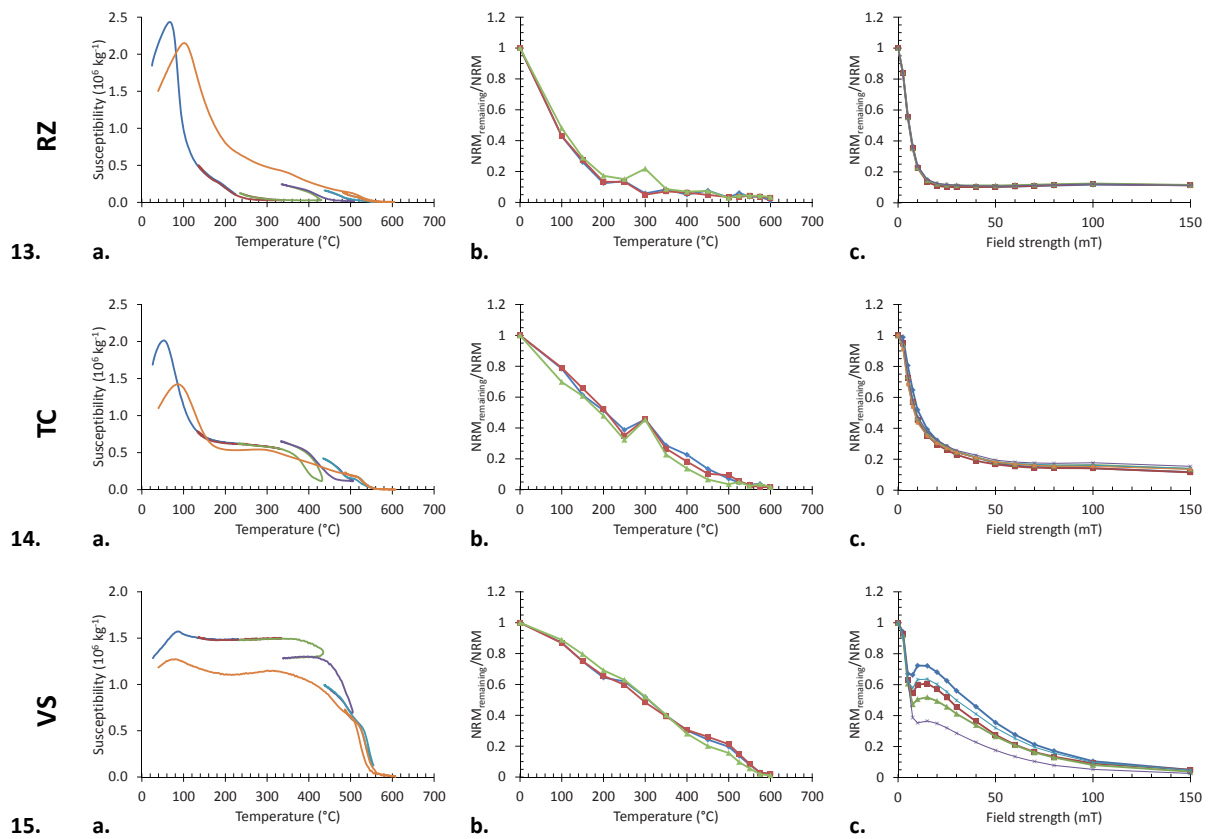 RZ
Susceptibility (10⁶ kg⁻¹)
2.5
2.0
1.5
1.0
0.5
0.0
0 100 200 300 400 500 600 700
Temperature (°C)
NRMremaining/NRM
1.2
1
0.8
0.6
0.4
0.2
0
0 100 200 300 400 500 600 700
Temperature (°C)
NRMremaining/NRM
1.2
1
0.8
0.6
0.4
0.2
0
0 50 100 150
Field strength (mT)
13. a. b. c.
TC
Susceptibility (10⁶ kg⁻¹)
2.5
2.0
1.5
1.0
0.5
0.0
0 100 200 300 400 500 600 700
Temperature (°C)
NRMremaining/NRM
1.2
1
0.8
0.6
0.4
0.2
0
0 100 200 300 400 500 600 700
Temperature (°C)
NRMremaining/NRM
1.2
1
0.8
0.6
0.4
0.2
0
0 50 100 150
Field strength (mT)
14. a. b. c.
VS
Susceptibility (10⁶ kg⁻¹)
2.0
1.5
1.0
0.5
0.0
0 100 200 300 400 500 600 700
Temperature (°C)
NRMremaining/NRM
1.2
1
0.8
0.6
0.4
0.2
0
0 100 200 300 400 500 600 700
Temperature (°C)
NRMremaining/NRM
1.2
1
0.8
0.6
0.4
0.2
0
0 50 100 150
Field strength (mT)
15. a. b. c.